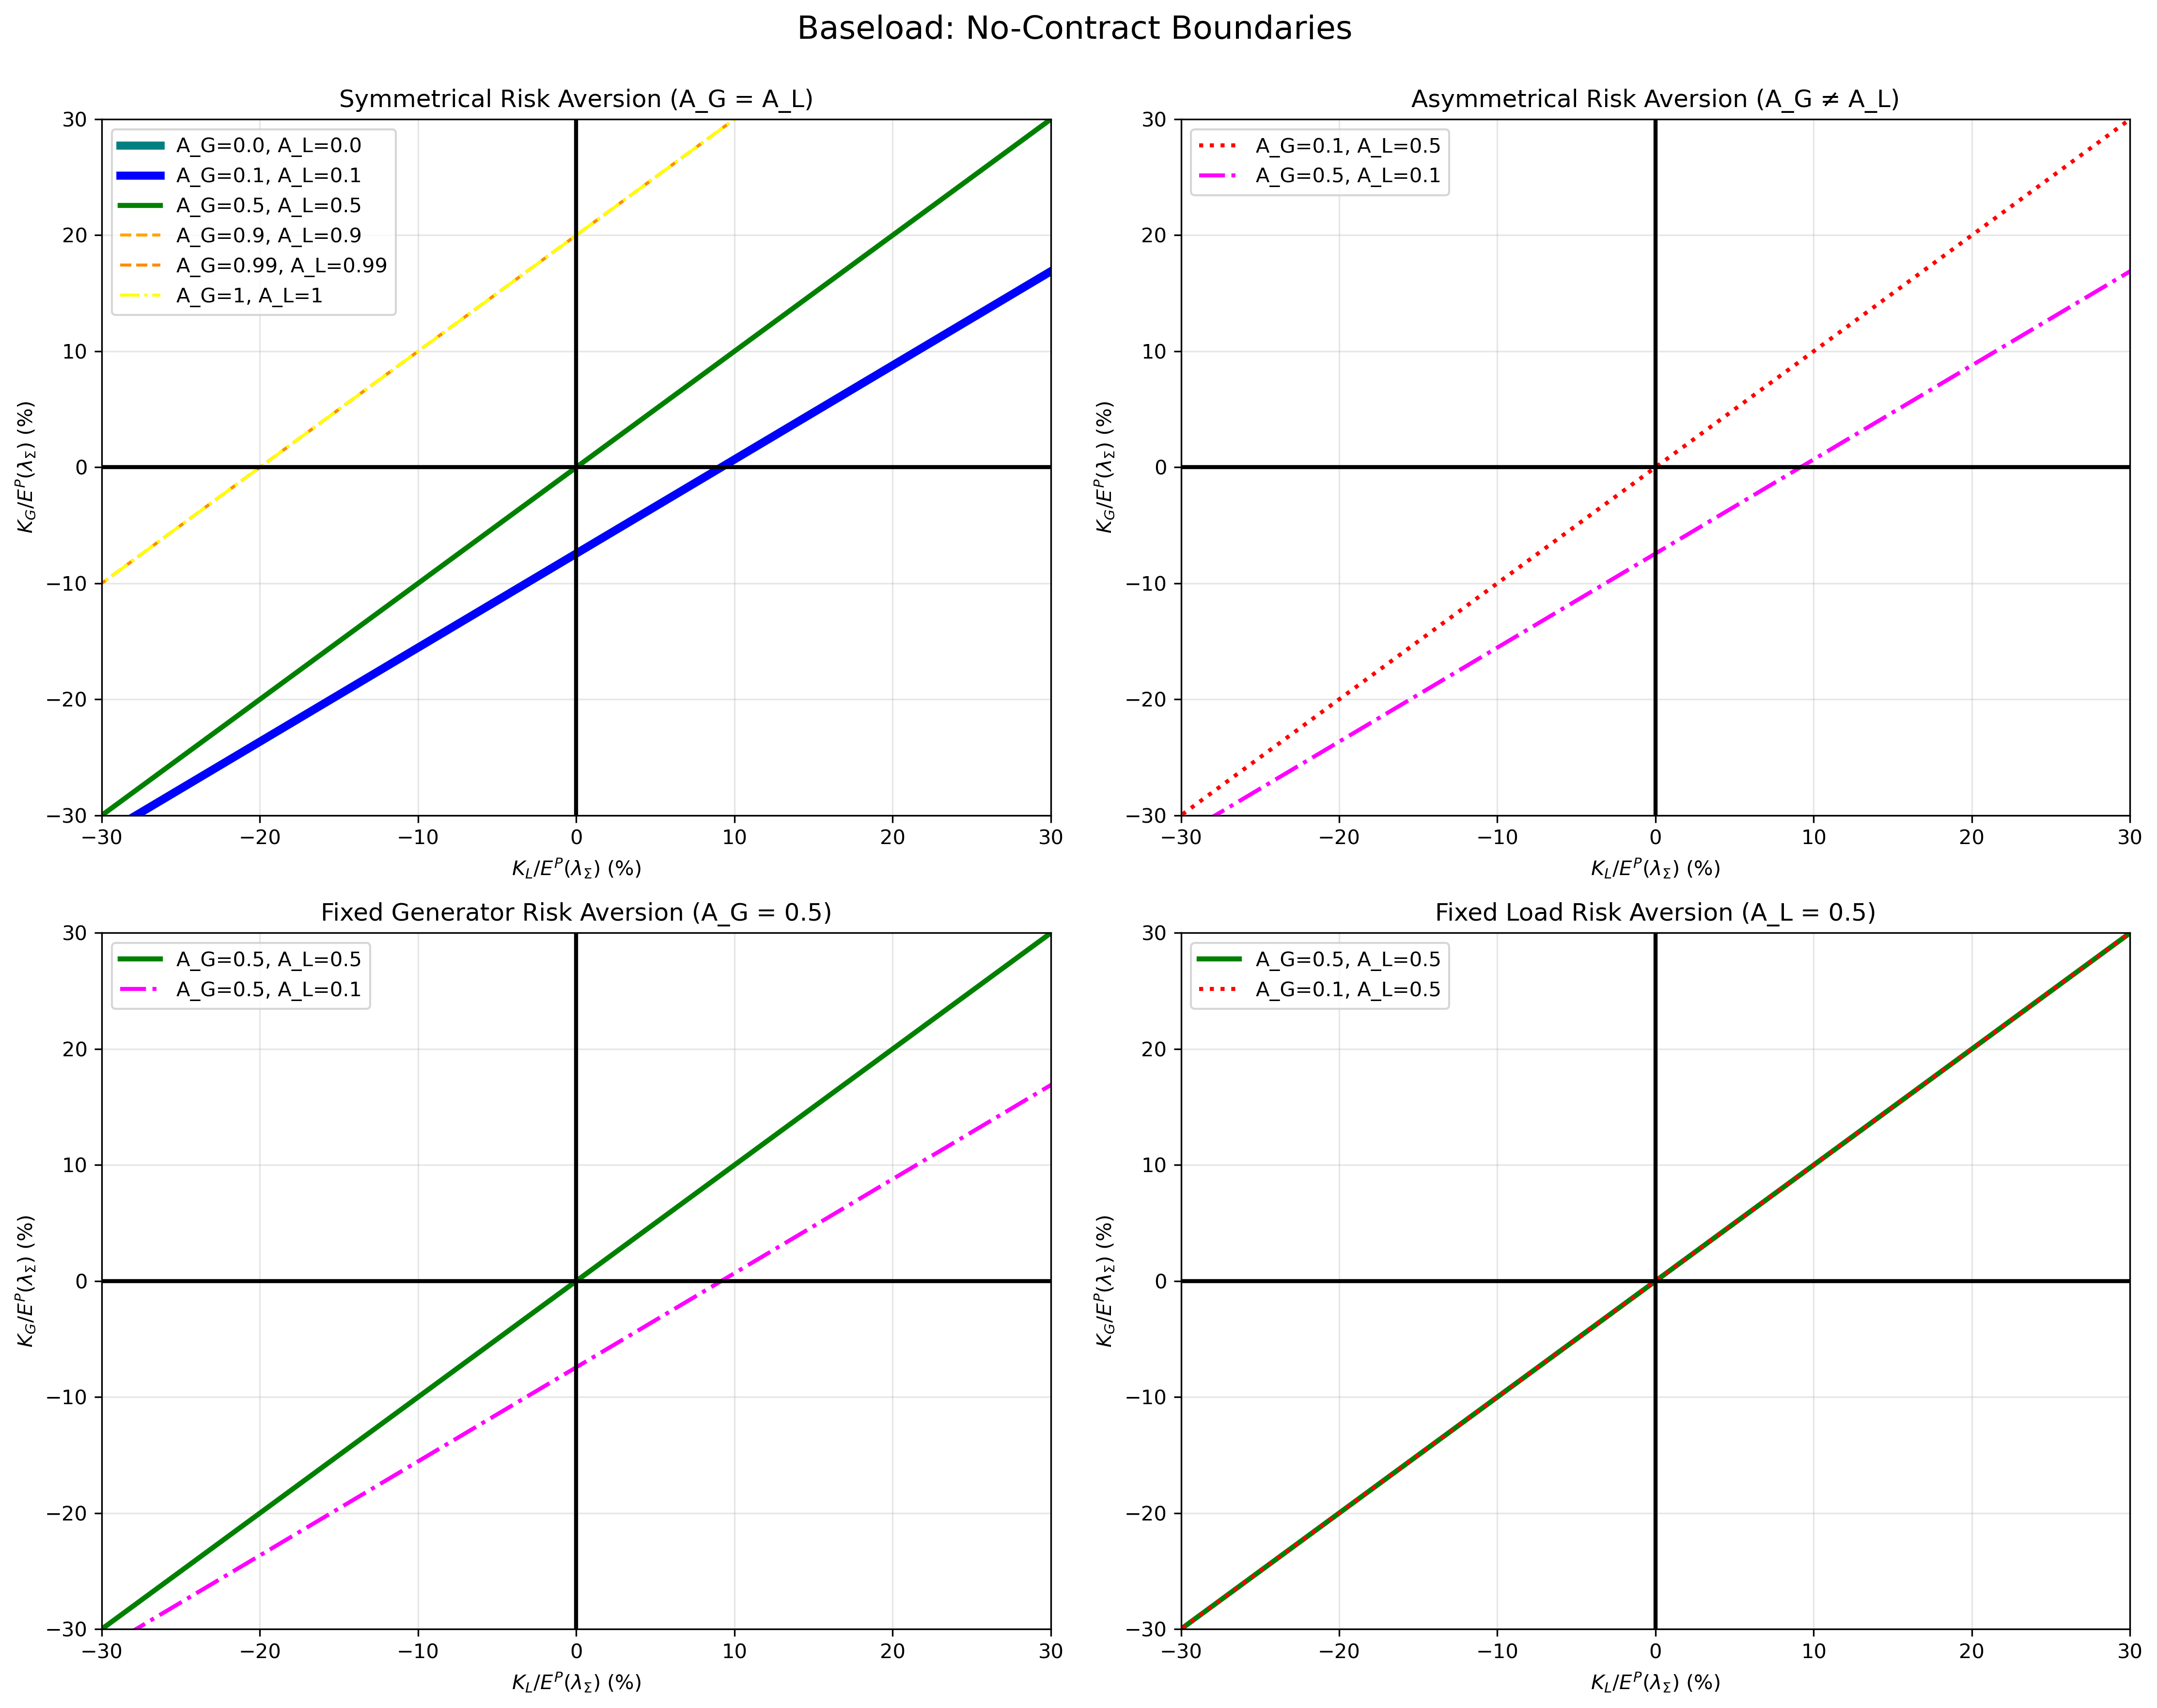 Baseload: No-Contract Boundaries
Symmetrical Risk Aversion (A_G = A_L)
30
20
10
0
−10
−20
−30
A_G=0.0, A_L=0.0
A_G=0.1, A_L=0.1
A_G=0.5, A_L=0.5
A_G=0.9, A_L=0.9
A_G=0.99, A_L=0.99
A_G=1, A_L=1
−30 −20 −10 0 10 20 30
K_L/E^P(λ_Σ) (%)
K_G/E^P(λ_Σ) (%)
Asymmetrical Risk Aversion (A_G ≠ A_L)
30
20
10
0
−10
−20
−30
A_G=0.1, A_L=0.5
A_G=0.5, A_L=0.1
−30 −20 −10 0 10 20 30
K_L/E^P(λ_Σ) (%)
K_G/E^P(λ_Σ) (%)
Fixed Generator Risk Aversion (A_G = 0.5)
30
20
10
0
−10
−20
−30
A_G=0.5, A_L=0.5
A_G=0.5, A_L=0.1
−30 −20 −10 0 10 20 30
K_L/E^P(λ_Σ) (%)
K_G/E^P(λ_Σ) (%)
Fixed Load Risk Aversion (A_L = 0.5)
30
20
10
0
−10
−20
−30
A_G=0.5, A_L=0.5
A_G=0.1, A_L=0.5
−30 −20 −10 0 10 20 30
K_L/E^P(λ_Σ) (%)
K_G/E^P(λ_Σ) (%)